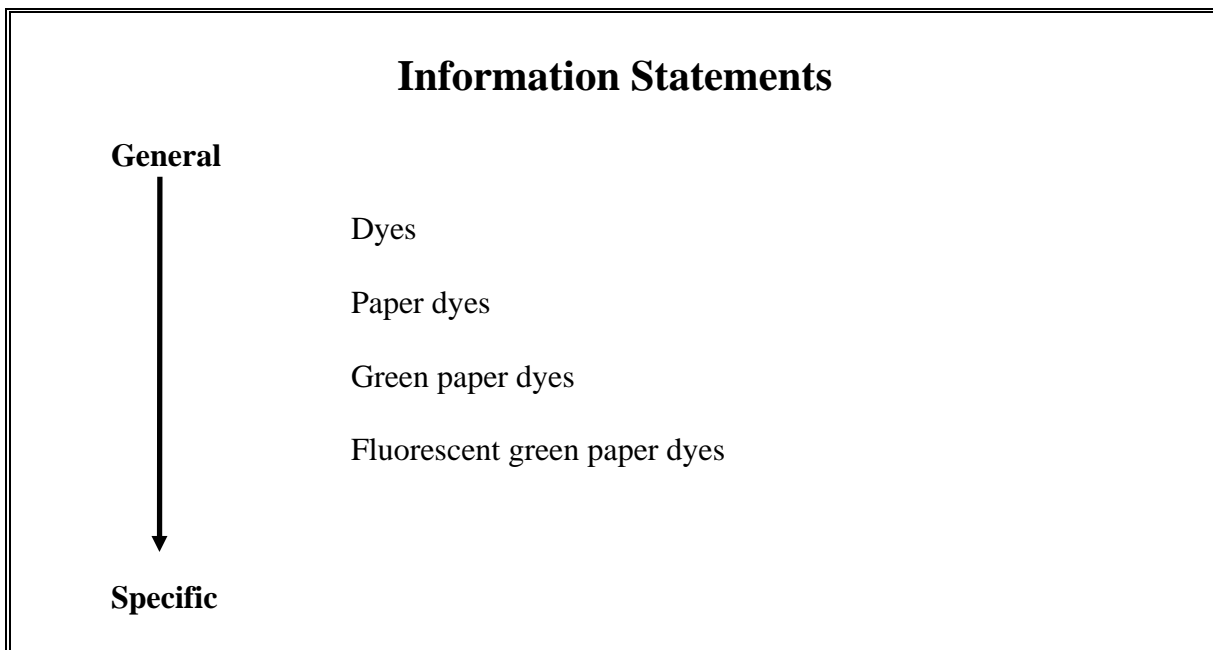 Information Statements
General
Dyes
Paper dyes
Green paper dyes
Fluorescent green paper dyes
Specific